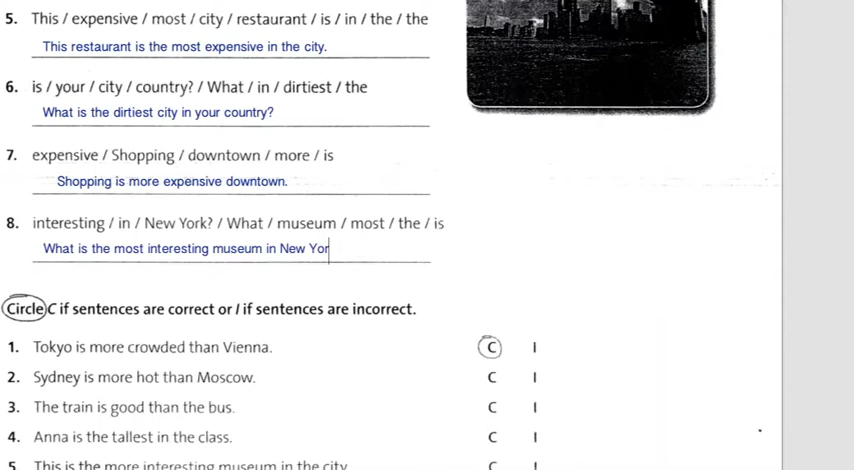 5. This / expensive / most / city / restaurant / is / in / the / the
This restaurant is the most expensive in the city.
6. is / your / city / country? / What / in / dirtiest / the
What is the dirtiest city in your country?
7. expensive / Shopping / downtown / more / is
Shopping is more expensive downtown.
8. interesting / in / New York? / What / museum / most / the / is
What is the most interesting museum in New Yor
Circle C if sentences are correct or I if sentences are incorrect.
1. Tokyo is more crowded than Vienna. C I
2. Sydney is more hot than Moscow. C I
3. The train is good than the bus. C I
4. Anna is the tallest in the class. C I
5. This is the more interesting museum in the city. C I